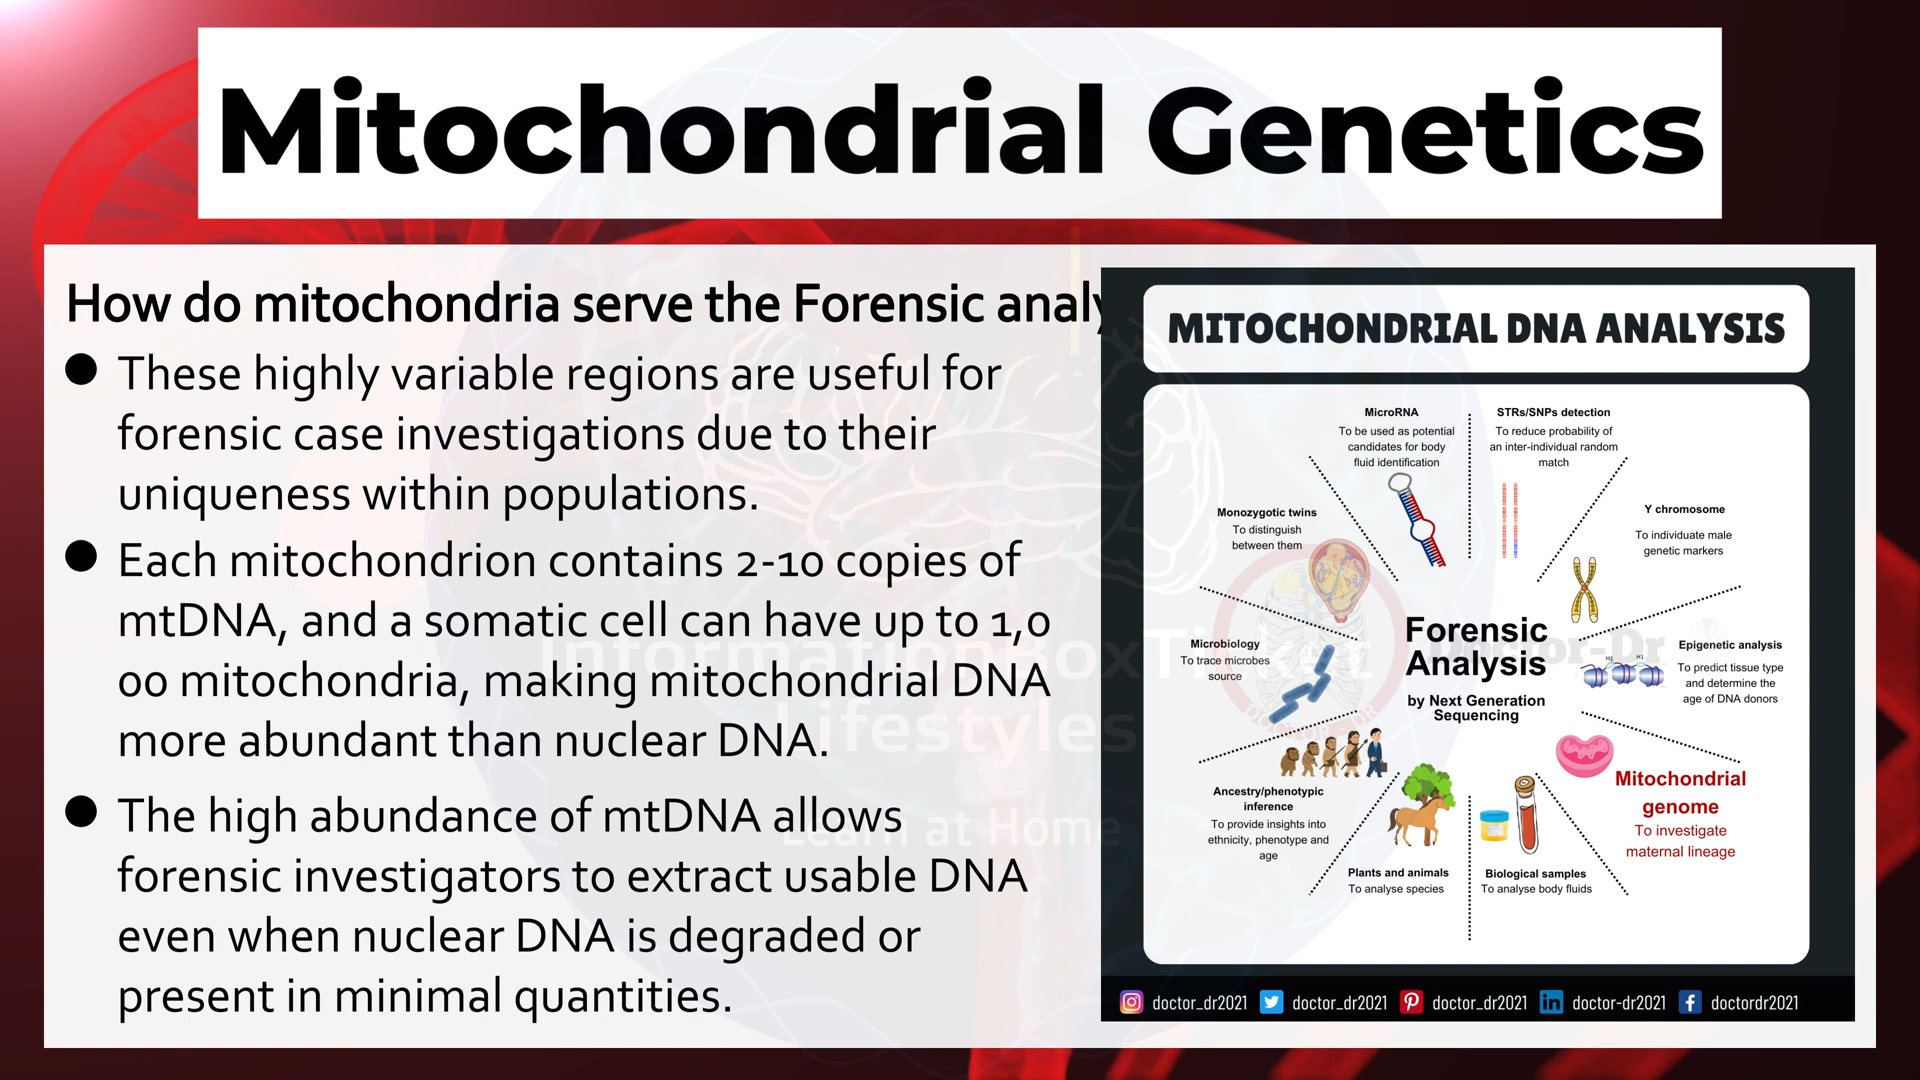 Mitochondrial Genetics
How do mitochondria serve the Forensic analy
● These highly variable regions are useful for
forensic case investigations due to their
uniqueness within populations.
● Each mitochondrion contains 2-10 copies of
mtDNA, and a somatic cell can have up to 1,0
00 mitochondria, making mitochondrial DNA
more abundant than nuclear DNA.
● The high abundance of mtDNA allows
forensic investigators to extract usable DNA
even when nuclear DNA is degraded or
present in minimal quantities.
MITOCHONDRIAL DNA ANALYSIS
MicroRNA
To be used as potential
candidates for body
fluid identification
STRs/SNPs detection
To reduce probability of
an inter-individual random
match
Monozygotic twins
To distinguish
between them
Y chromosome
To individuate male
genetic markers
Microbiology
To trace microbes
source
Forensic
Analysis
by Next Generation
Sequencing
Epigenetic analysis
To predict tissue type
and determine the
age of DNA donors
H1 H1
Ancestry/phenotypic
inference
To provide insights into
ethnicity, phenotype and
age
Plants and animals
To analyse species
Biological samples
To analyse body fluids
Mitochondrial
genome
To investigate
maternal lineage
doctor_dr2021 doctor_dr2021 doctor_dr2021 doctor-dr2021 doctordr2021
InformationBoxTicket
Lifestyles
Learn at Home
Doctor-Dr